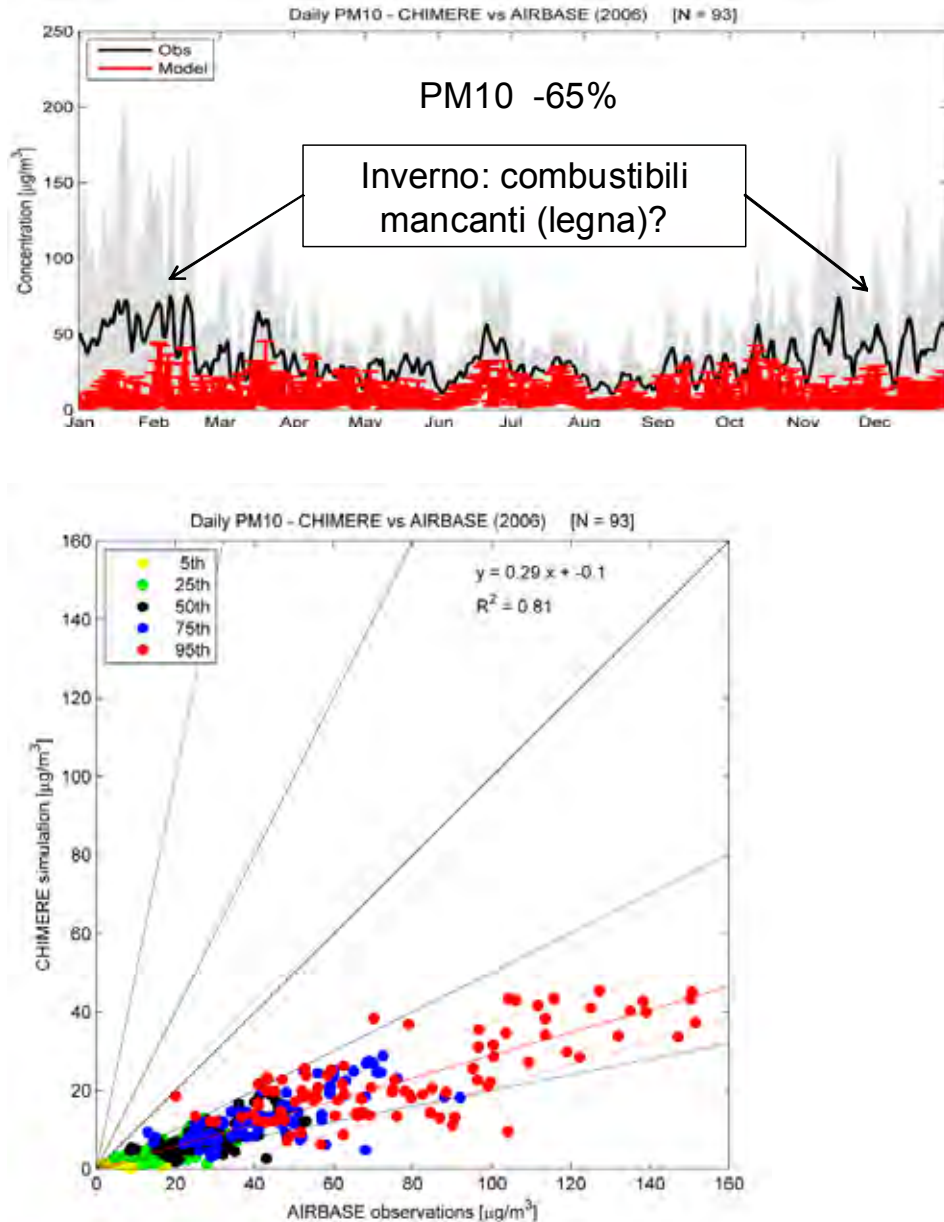 Daily PM10 - CHIMERE vs AIRBASE (2006) [N = 93]
250
200
150
100
50
0
Concentration [µg/m³]
Obs
Model
PM10 -65%
Inverno: combustibili
mancanti (legna)?
Jan Feb Mar Apr May Jun Jul Aug Sep Oct Nov Dec
Daily PM10 - CHIMERE vs AIRBASE (2006) [N = 93]
160
140
120
100
80
60
40
20
0
CHIMERE simulation [µg/m³]
5th
25th
50th
75th
95th
y = 0.29 x + -0.1
R² = 0.81
0 20 40 60 80 100 120 140 160
AIRBASE observations [µg/m³]